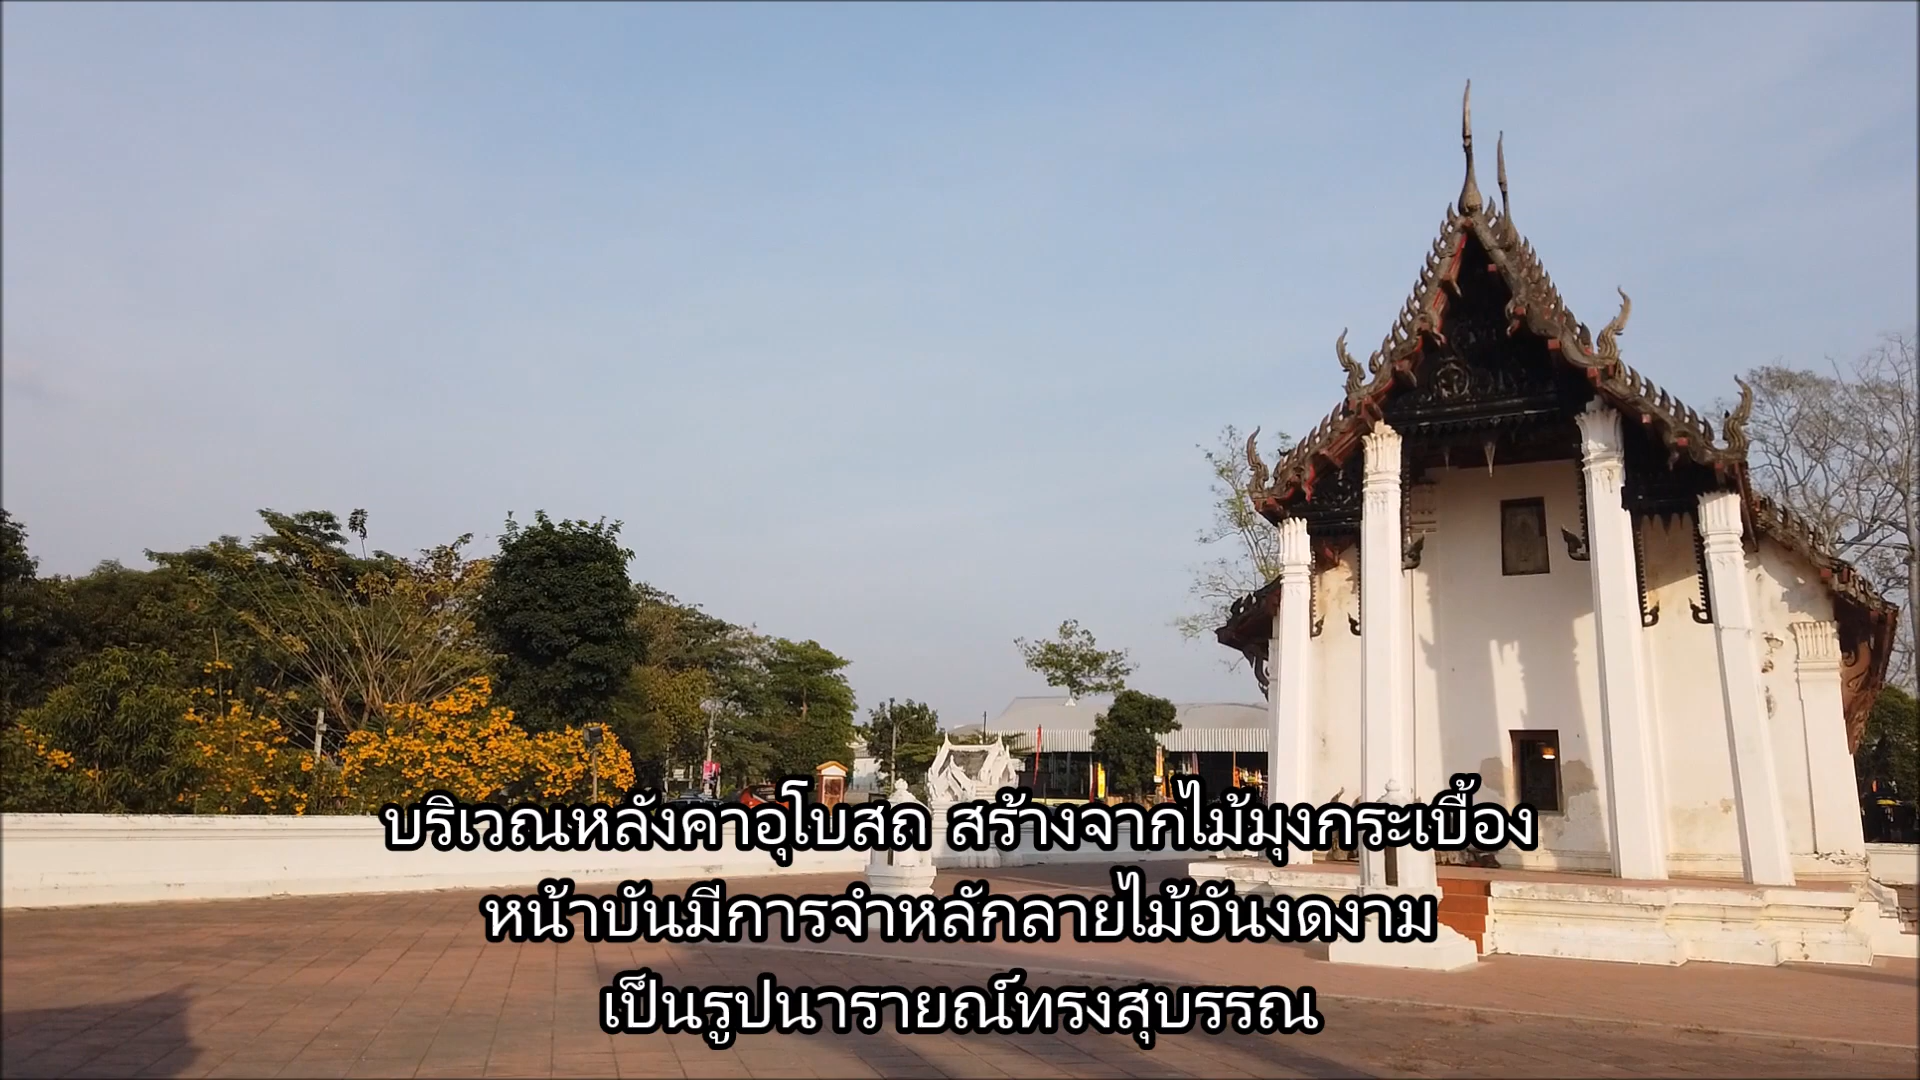 บริเวณหลังคาอุโบสถ สร้างจากไม้มุงกระเบื้อง
หน้าบันมีการจำหลักลายไม้อันงดงาม
เป็นรูปนารายณ์ทรงสุบรรณ